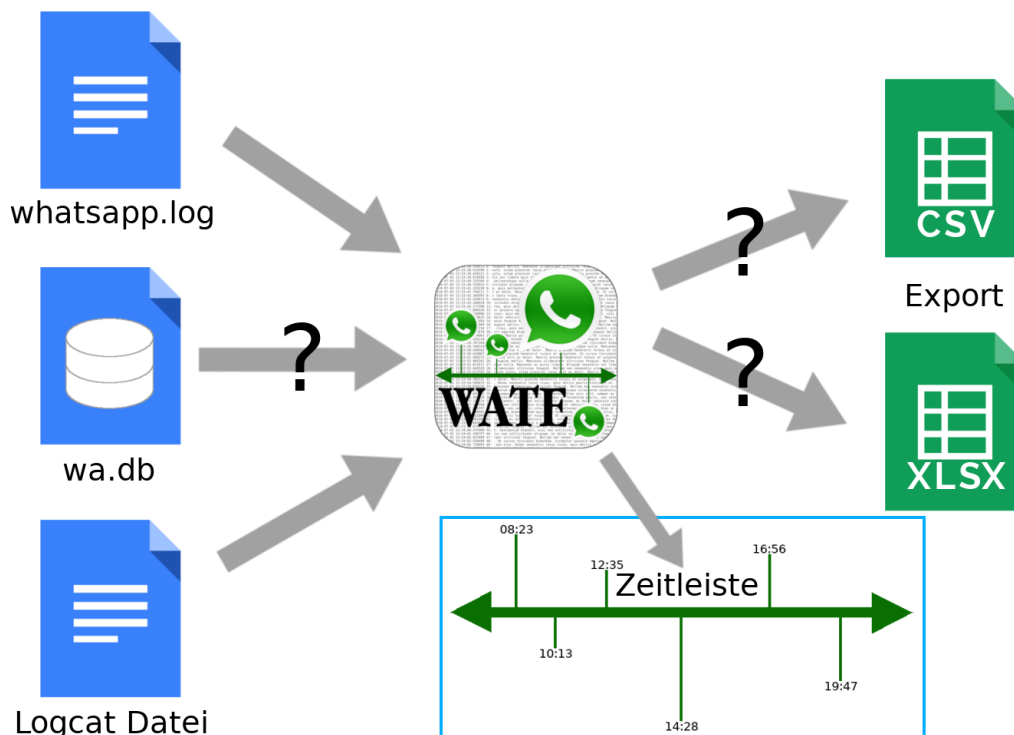 whatsapp.log
?
wa.db
Logcat Datei
WATE
?
CSV
Export
?
XLSX
08:23
12:35
16:56
Zeitleiste
10:13
19:47
14:28